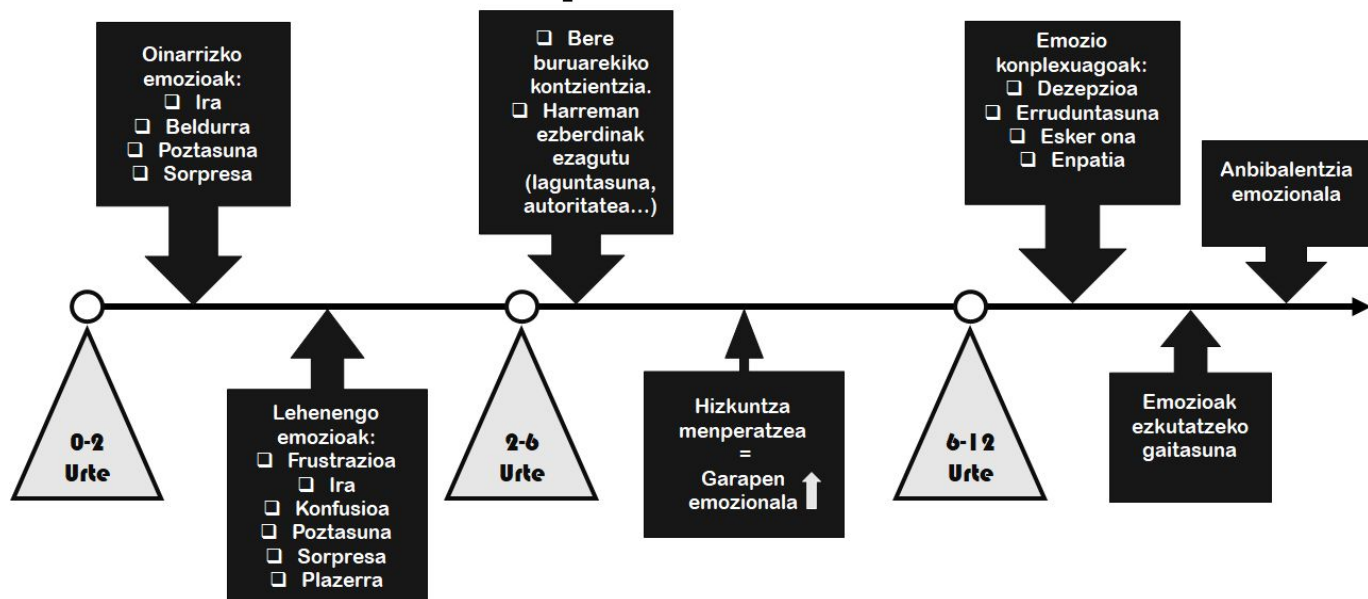 Oinarrizko
emozioak:
❑ Ira
❑ Beldurra
❑ Poztasuna
❑ Sorpresa
❑ Bere
buruarekiko
kontzientzia.
❑ Harreman
ezberdinak
ezagutu
(laguntasuna,
autoritatea...)
Emozio
konplexuagoak:
❑ Dezepzioa
❑ Erruduntasuna
❑ Esker ona
❑ Enpatia
Anbibalentzia
emozionala
0-2
Urte
Lehenengo
emozioak:
❑ Frustrazioa
❑ Ira
❑ Konfusioa
❑ Poztasuna
❑ Sorpresa
❑ Plazerra
2-6
Urte
Hizkuntza
menperatzea
=
Garapen
emozionala
6-12
Urte
Emozioak
ezkutatzeko
gaitasuna